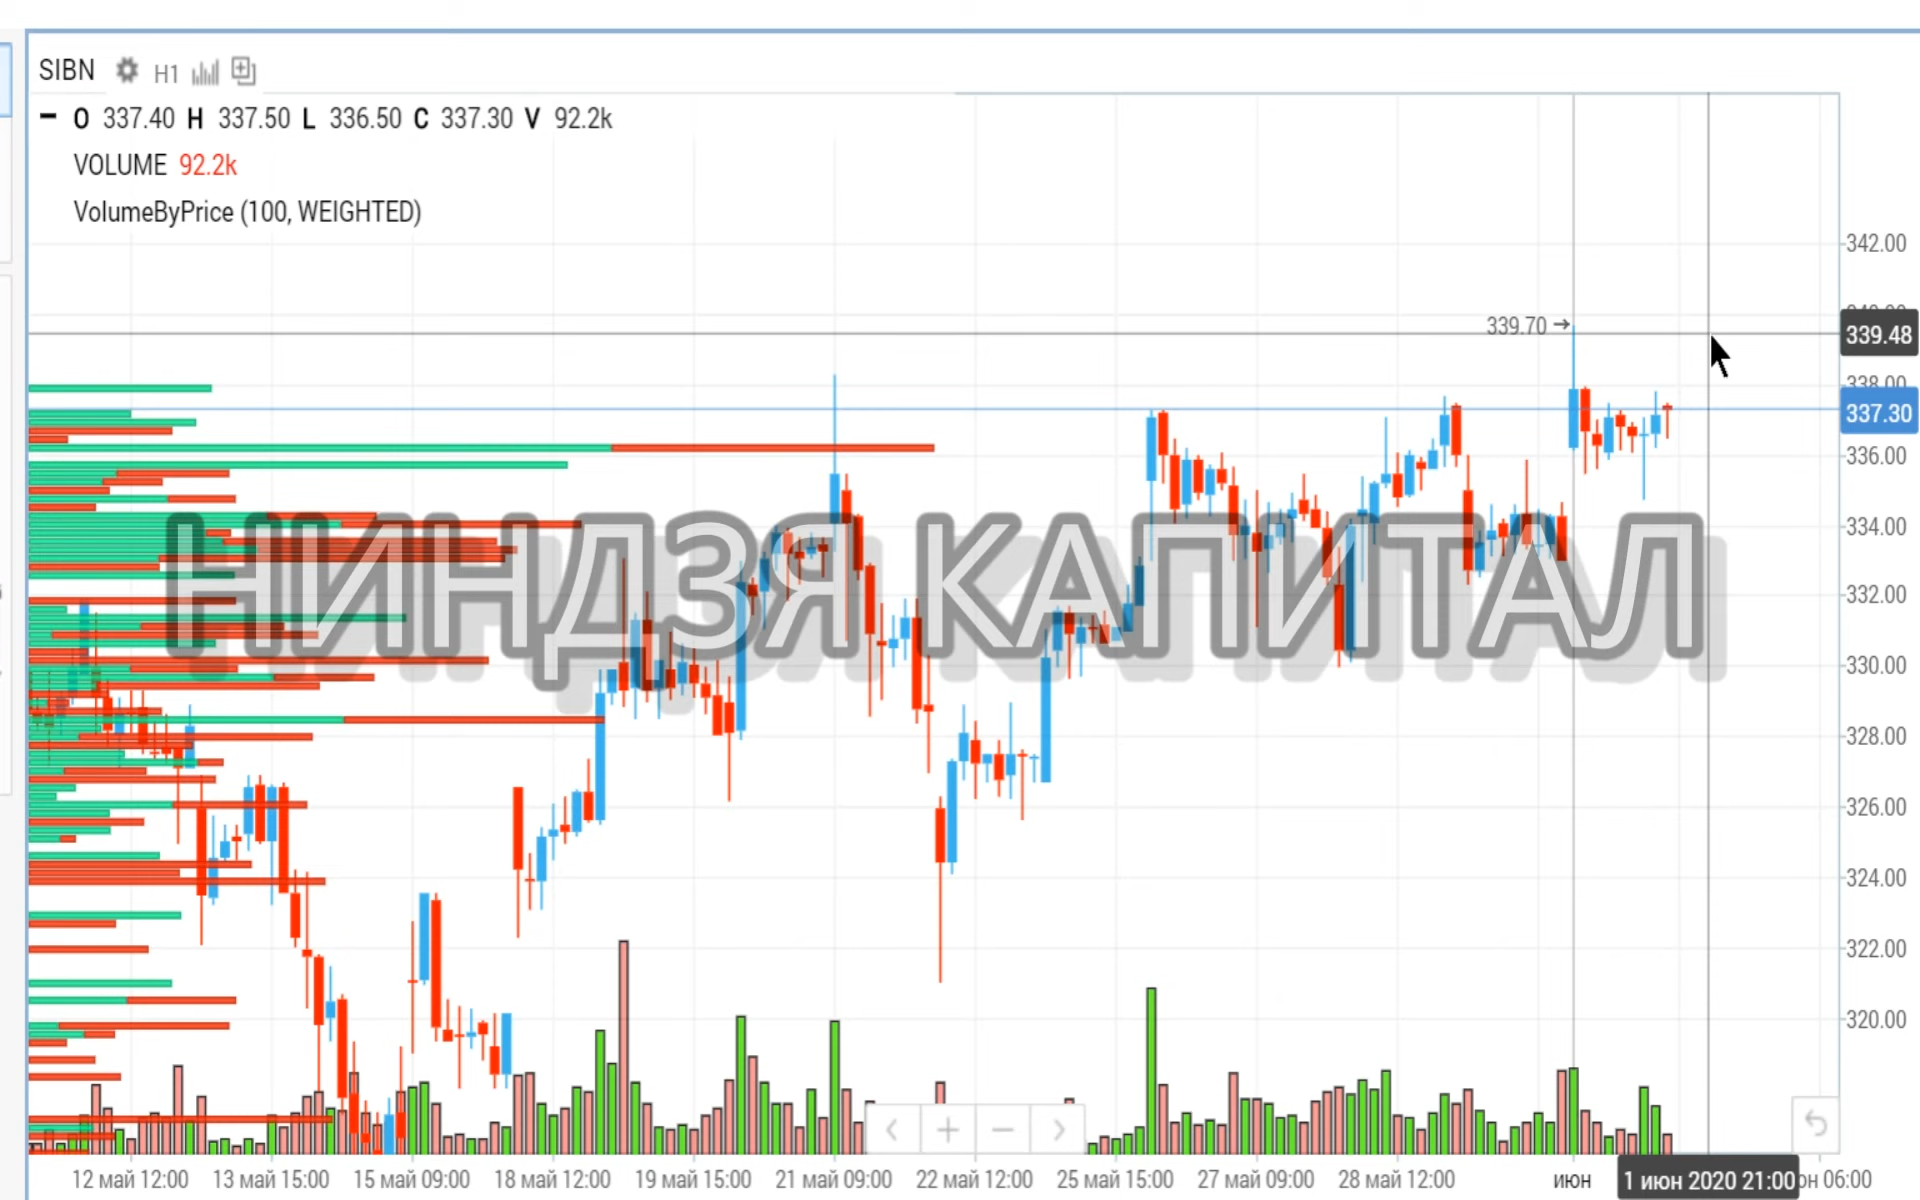 SIBN H1
O 337.40 H 337.50 L 336.50 C 337.30 V 92.2k
VOLUME 92.2k
VolumeByPrice (100, WEIGHTED)
342.00
339.70
339.48
338.00
337.30
336.00
334.00
НИНДЗЯ КАПИТАЛ
332.00
330.00
328.00
326.00
324.00
322.00
320.00
12 май 12:00 13 май 15:00 15 май 09:00 18 май 12:00 19 май 15:00 21 май 09:00 22 май 12:00 25 май 15:00 27 май 09:00 28 май 12:00 июн 1 июн 2020 21:00 06:00